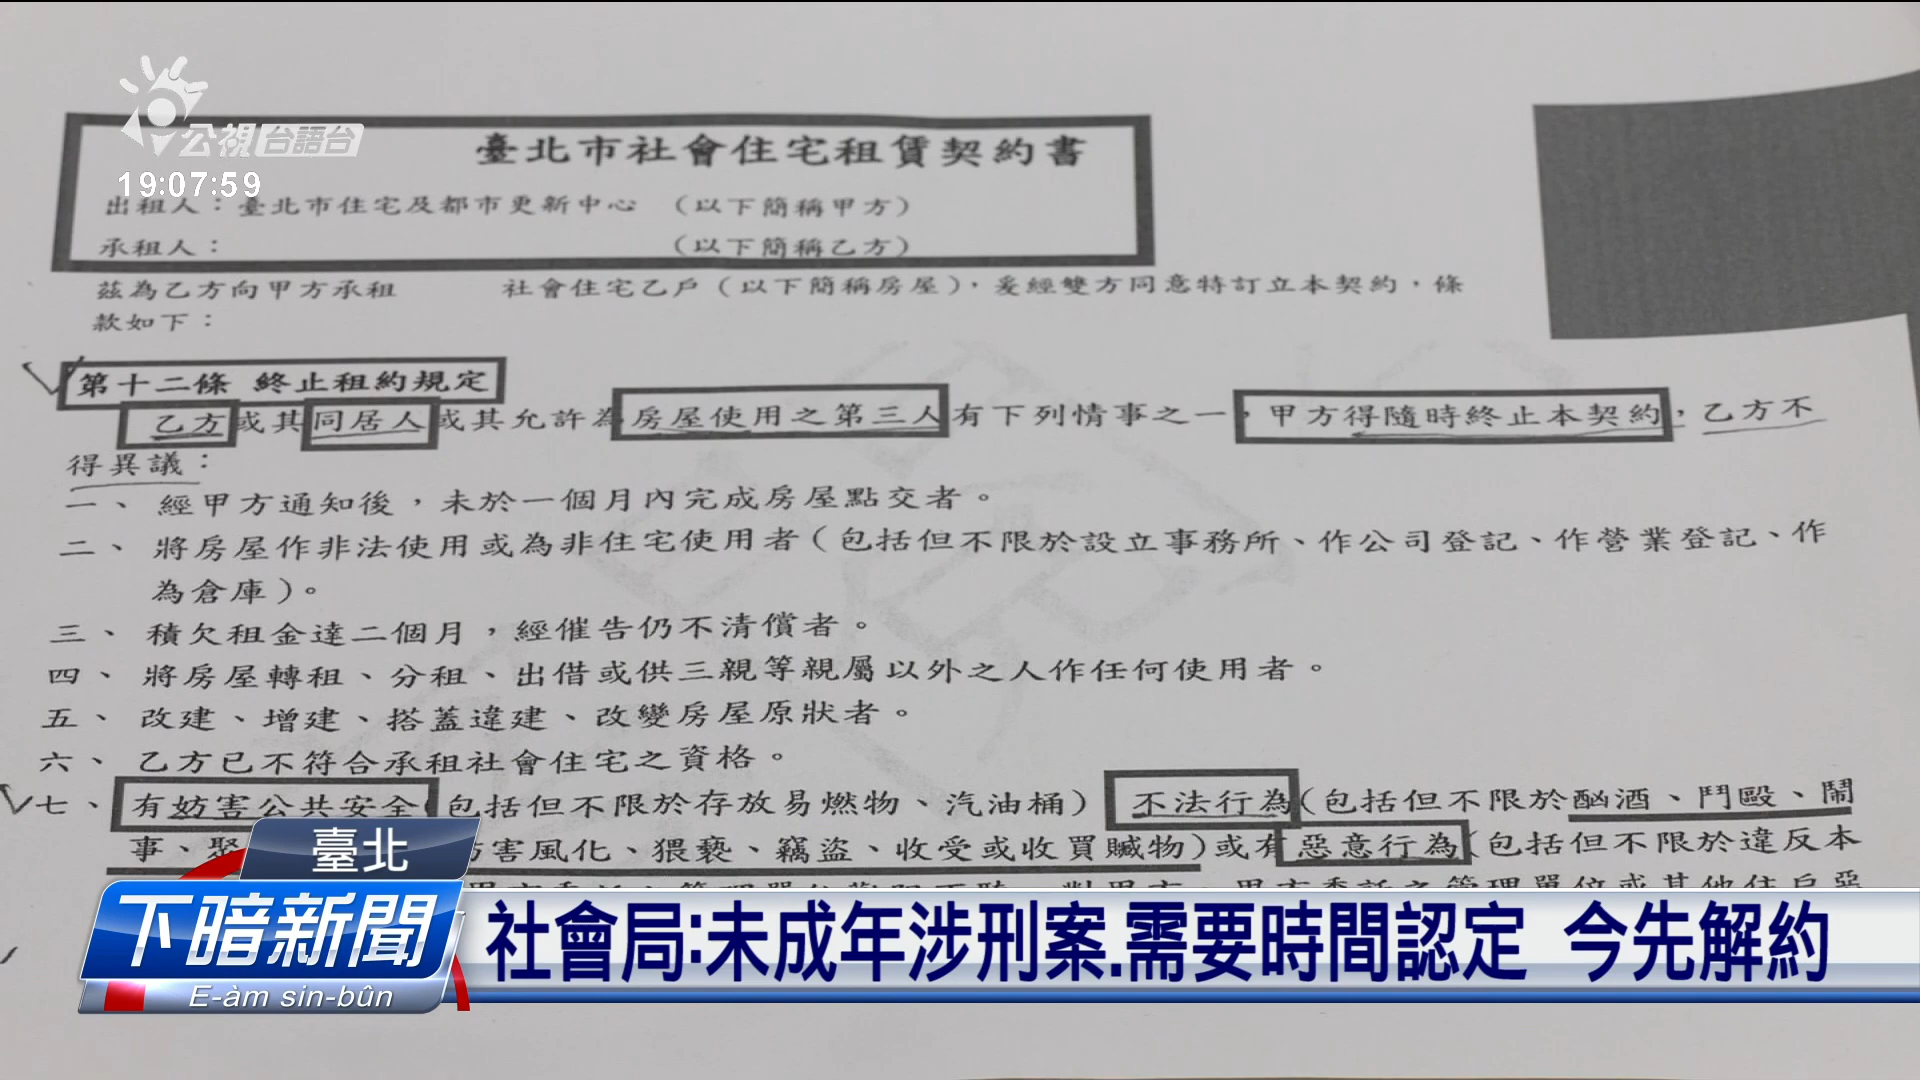 公視台語台
19:07:59
臺北市社會住宅租賃契約書
出租人：臺北市住宅及都市更新中心 （以下簡稱甲方）
承租人： （以下簡稱乙方）
茲為乙方向甲方承租 社會住宅乙戶（以下簡稱房屋），爰經雙方同意特訂立本契約，條
款如下：
第十二條 終止租約規定
乙方或其同居人或其允許為房屋使用之第三人有下列情事之一，甲方得隨時終止本契約，乙方不
得異議：
一、 經甲方通知後，未於一個月內完成房屋點交者。
二、 將房屋作非法使用或為非住宅使用者（包括但不限於設立事務所、作公司登記、作營業登記、作
為倉庫）。
三、 積欠租金達二個月，經催告仍不清償者。
四、 將房屋轉租、分租、出借或供三親等親屬以外之人作任何使用者。
五、 改建、增建、搭蓋違建、改變房屋原狀者。
六、 乙方已不符合承租社會住宅之資格。
七、 有妨害公共安全（包括但不限於存放易燃物、汽油桶） 不法行為（包括但不限於酗酒、鬥毆、鬧
事、聚 妨害風化、猥褻、竊盜、收受或收買贓物）或有惡意行為（包括但不限於違反本
臺北
下暗新聞
E-àm sin-bûn
社會局:未成年涉刑案.需要時間認定 今先解約